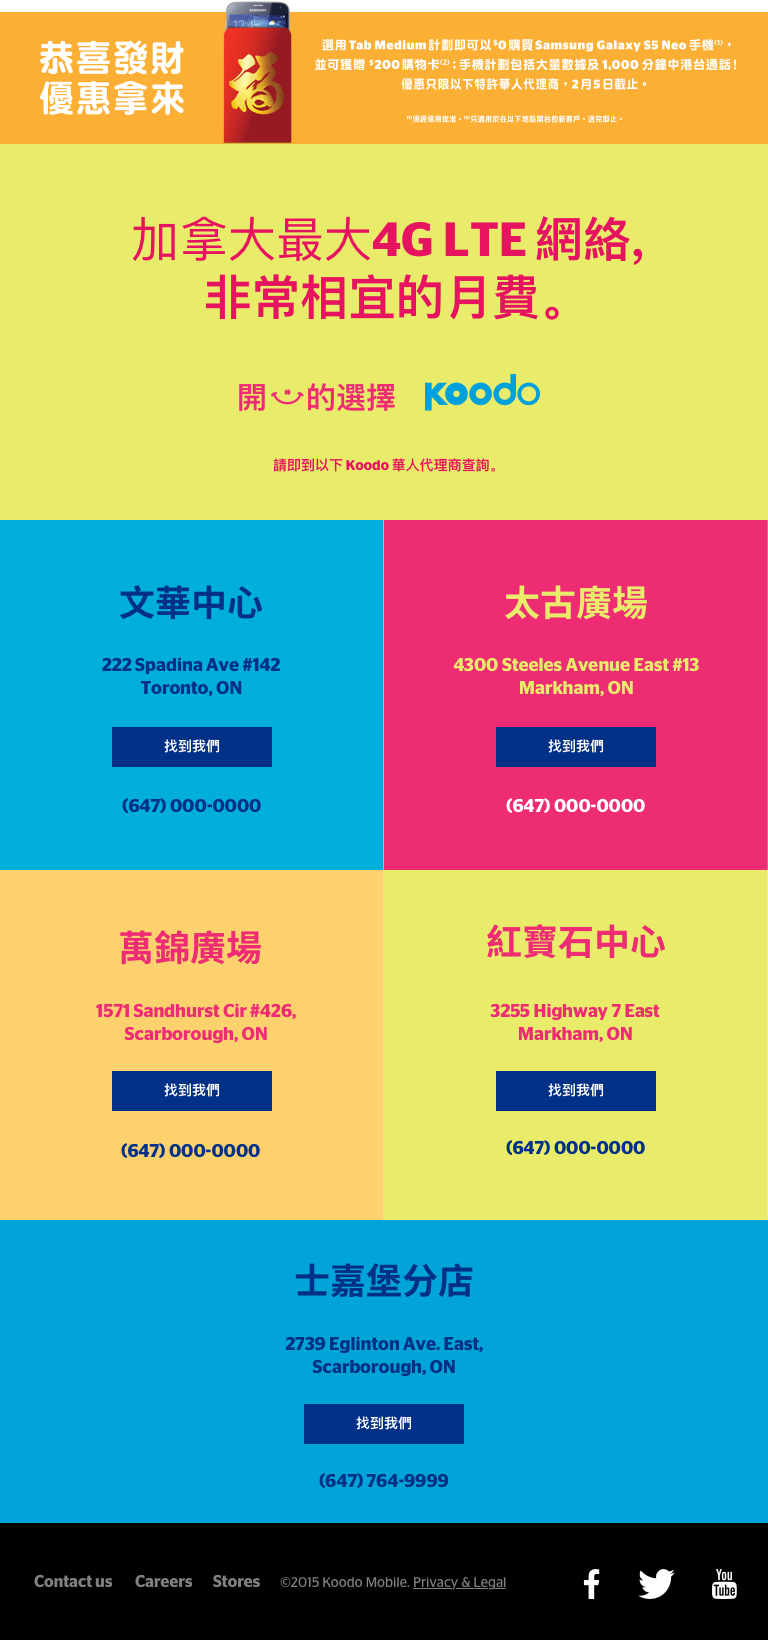 恭喜發財
優惠拿來
福
選用 Tab Medium 計劃即可以 $0 購買 Samsung Galaxy S5 Neo 手機(1)，
並可獲贈 $200 購物卡(2)；手機計劃包括大量數據及 1,000 分鐘中港台通話！
優惠只限以下特許華人代理商，2 月 5 日截止。
(1)須經信用批准。(2)只適用於在以下地點開台的新客戶。送完即止。
加拿大最大4G LTE 網絡,
非常相宜的月費。
開 的選擇 koodo
請即到以下 Koodo 華人代理商查詢。
文華中心
222 Spadina Ave #142
Toronto, ON
找到我們
(647) 000-0000
太古廣場
4300 Steeles Avenue East #13
Markham, ON
找到我們
(647) 000-0000
萬錦廣場
1571 Sandhurst Cir #426,
Scarborough, ON
找到我們
(647) 000-0000
紅寶石中心
3255 Highway 7 East
Markham, ON
找到我們
(647) 000-0000
士嘉堡分店
2739 Eglinton Ave. East,
Scarborough, ON
找到我們
(647) 764-9999
Contact us Careers Stores ©2015 Koodo Mobile. Privacy & Legal
You
Tube